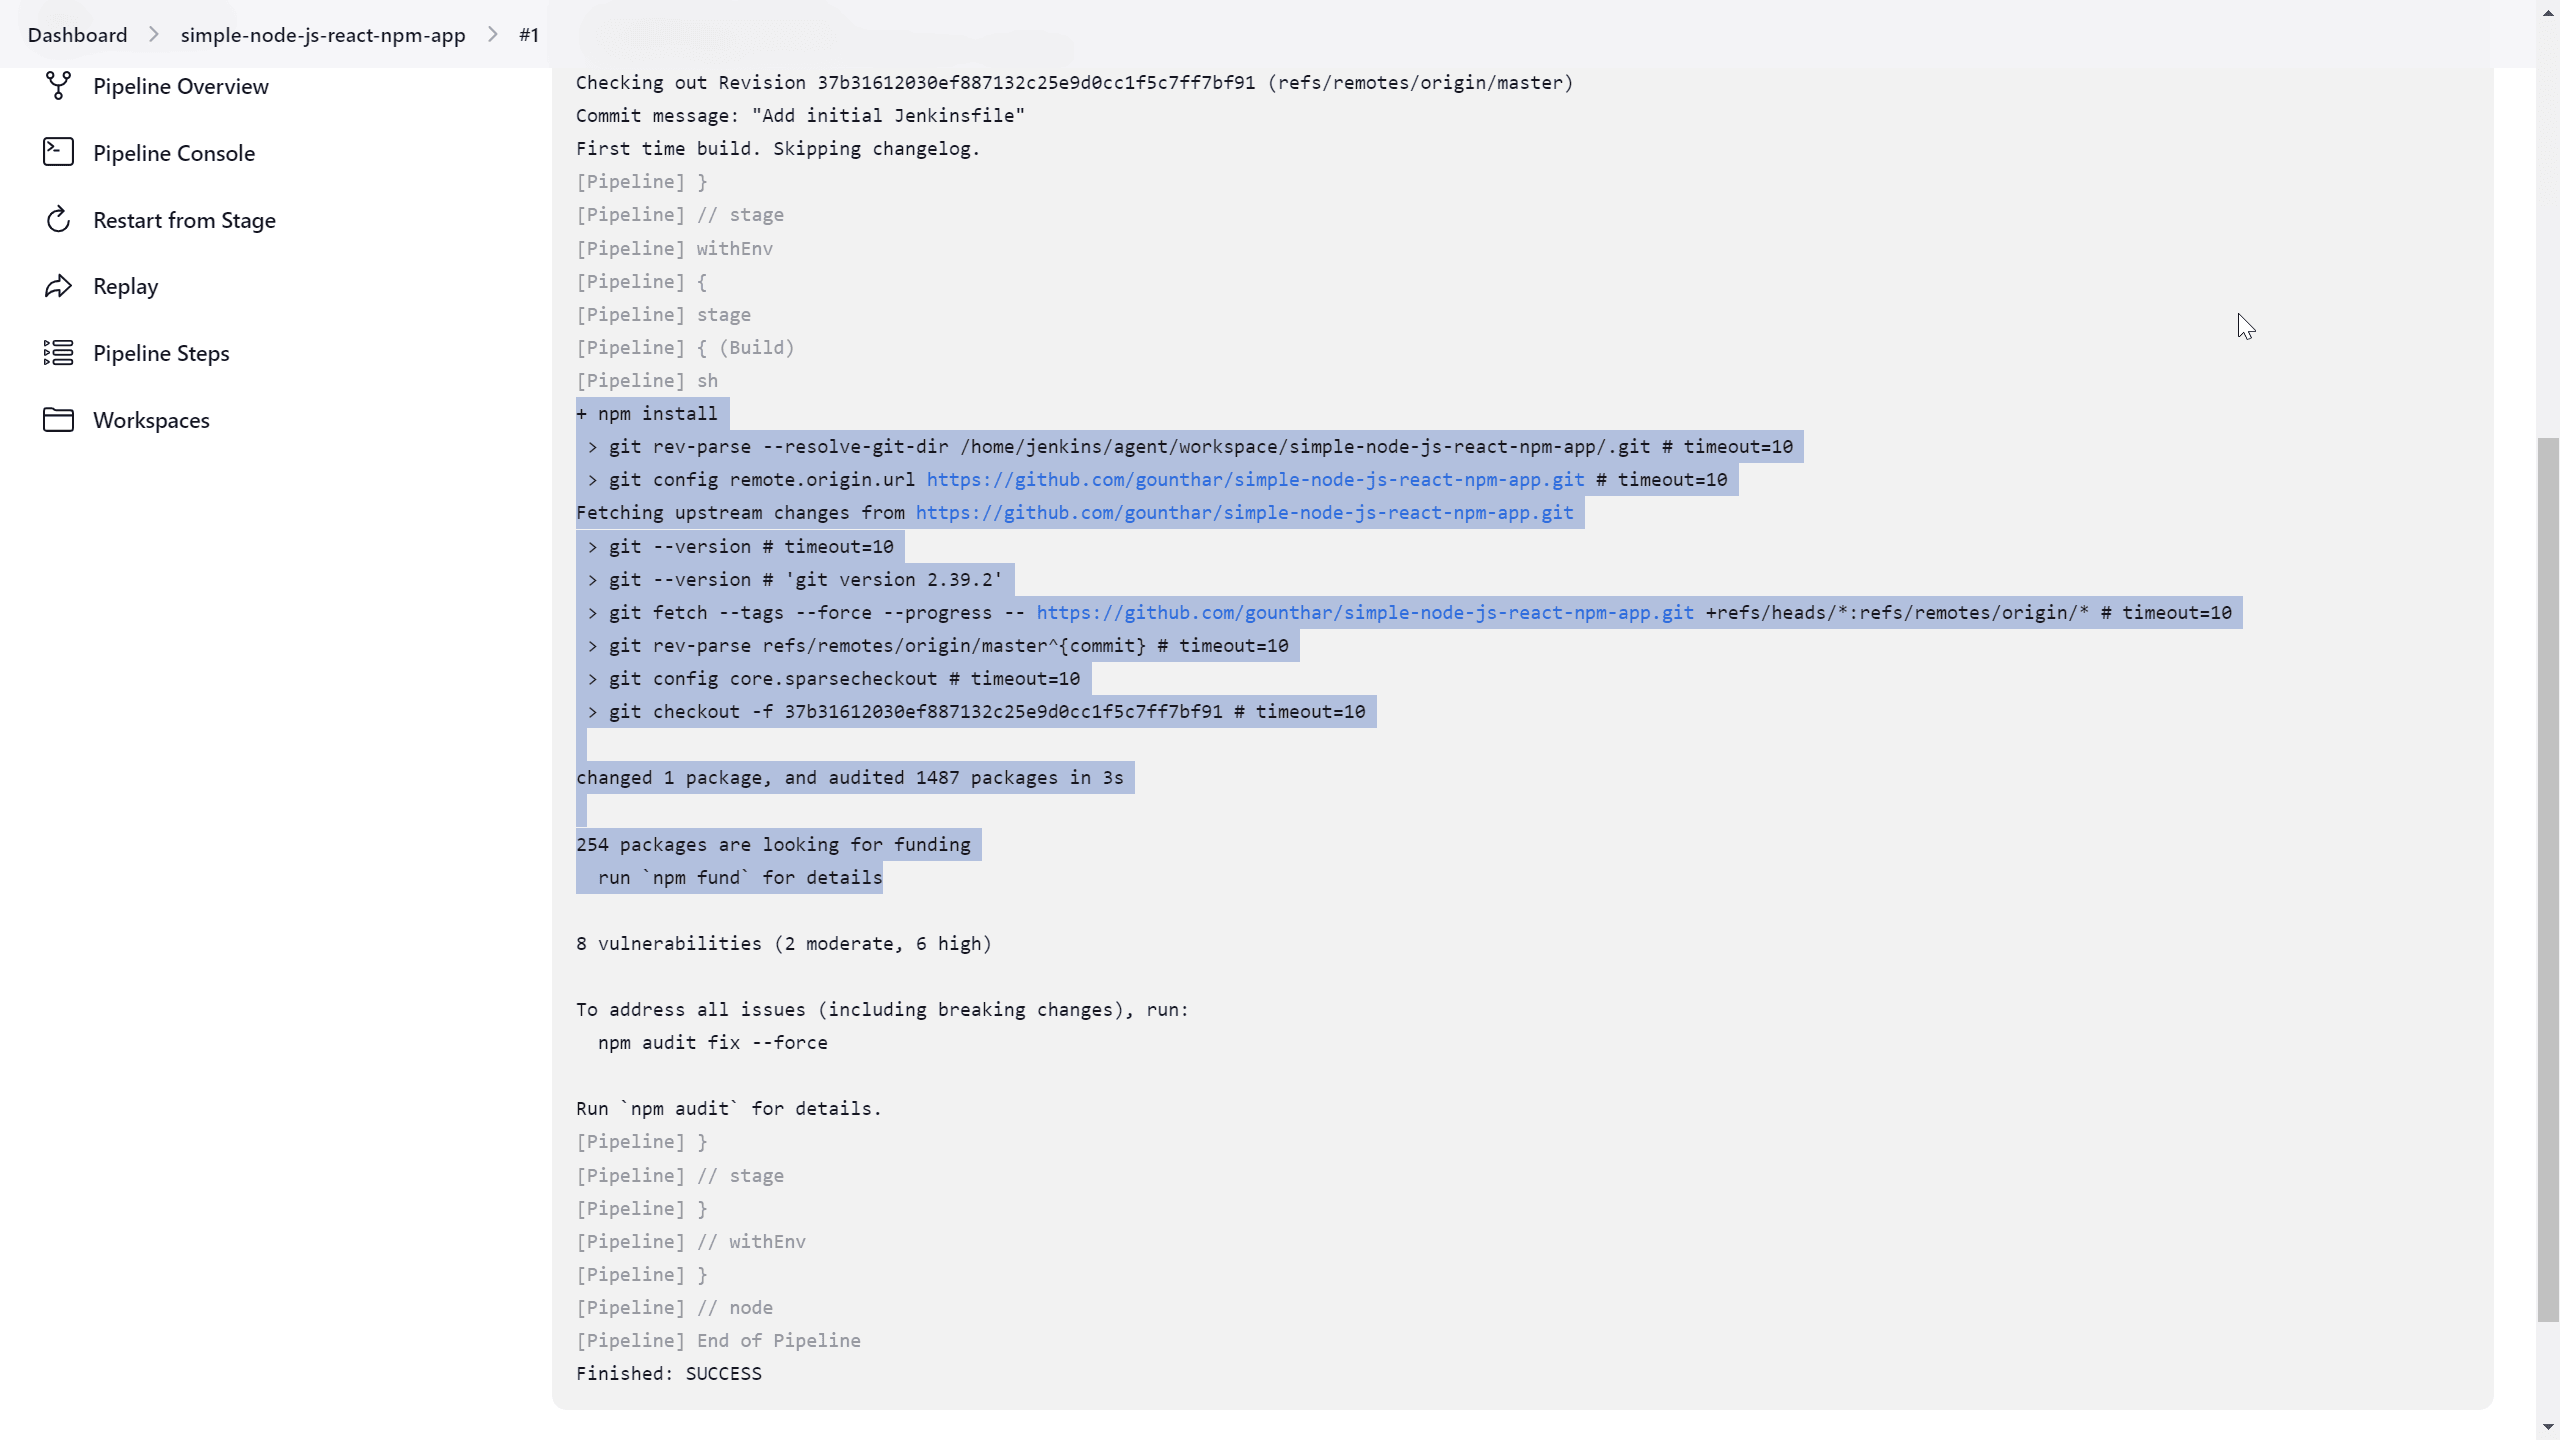 Dashboard > simple-node-js-react-npm-app > #1
Pipeline Overview
Pipeline Console
Restart from Stage
Replay
Pipeline Steps
Workspaces
Checking out Revision 37b31612030ef887132c25e9d0cc1f5c7ff7bf91 (refs/remotes/origin/master)
Commit message: "Add initial Jenkinsfile"
First time build. Skipping changelog.
[Pipeline] }
[Pipeline] // stage
[Pipeline] withEnv
[Pipeline] {
[Pipeline] stage
[Pipeline] { (Build)
[Pipeline] sh
+ npm install
 > git rev-parse --resolve-git-dir /home/jenkins/agent/workspace/simple-node-js-react-npm-app/.git # timeout=10
 > git config remote.origin.url https://github.com/gounthar/simple-node-js-react-npm-app.git # timeout=10
Fetching upstream changes from https://github.com/gounthar/simple-node-js-react-npm-app.git
 > git --version # timeout=10
 > git --version # 'git version 2.39.2'
 > git fetch --tags --force --progress -- https://github.com/gounthar/simple-node-js-react-npm-app.git +refs/heads/*:refs/remotes/origin/* # timeout=10
 > git rev-parse refs/remotes/origin/master^{commit} # timeout=10
 > git config core.sparsecheckout # timeout=10
 > git checkout -f 37b31612030ef887132c25e9d0cc1f5c7ff7bf91 # timeout=10
changed 1 package, and audited 1487 packages in 3s
254 packages are looking for funding
  run `npm fund` for details
8 vulnerabilities (2 moderate, 6 high)
To address all issues (including breaking changes), run:
  npm audit fix --force
Run `npm audit` for details.
[Pipeline] }
[Pipeline] // stage
[Pipeline] }
[Pipeline] // withEnv
[Pipeline] }
[Pipeline] // node
[Pipeline] End of Pipeline
Finished: SUCCESS